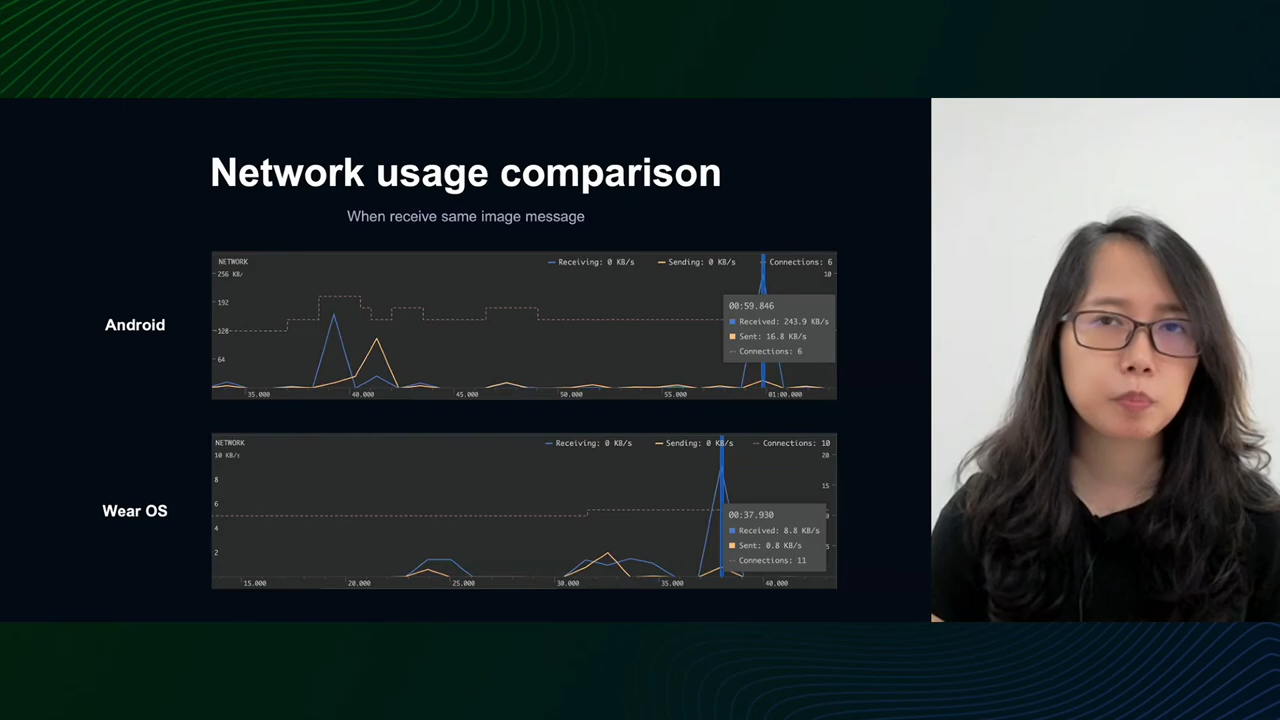 Network usage comparison
When receive same image message
Android
NETWORK
Receiving: 0 KB/s
Sending: 0 KB/s
Connections: 6
256 KB/
10
192
128
64
00:59.846
Received: 243.9 KB/s
Sent: 16.8 KB/s
Connections: 6
35.000
40.000
45.000
50.000
55.000
01:00.000
Wear OS
NETWORK
Receiving: 0 KB/s
Sending: 0 KB/s
Connections: 10
10 KB/s
20
8
15
6
4
5
2
00:37.930
Received: 8.8 KB/s
Sent: 0.8 KB/s
Connections: 11
15.000
20.000
25.000
30.000
35.000
40.000